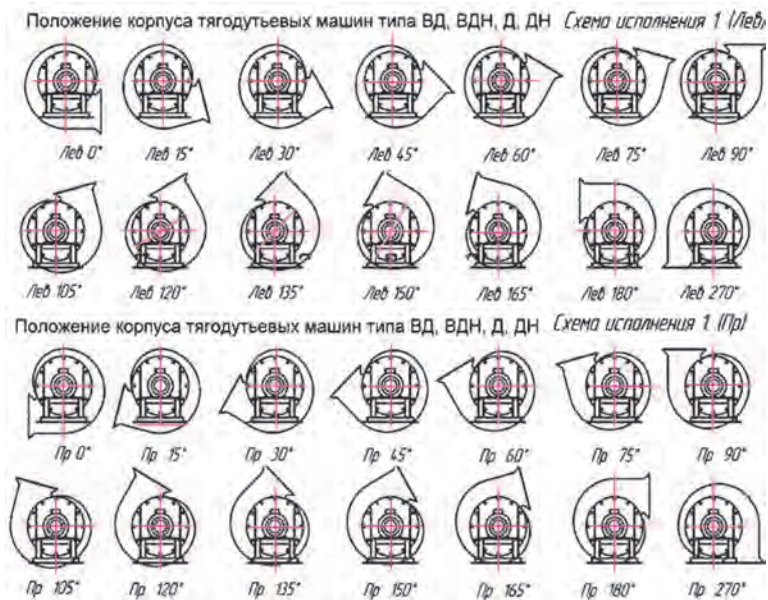 Положение корпуса тягодутьевых машин типа ВД, ВДН, Д, ДН Схема исполнения 1 (Лев)
Лев 0° Лев 15° Лев 30° Лев 45° Лев 60° Лев 75° Лев 90°
Лев 105° Лев 120° Лев 135° Лев 150° Лев 165° Лев 180° Лев 270°
Положение корпуса тягодутьевых машин типа ВД, ВДН, Д, ДН Схема исполнения 1 (Пр)
Пр 0° Пр 15° Пр 30° Пр 45° Пр 60° Пр 75° Пр 90°
Пр 105° Пр 120° Пр 135° Пр 150° Пр 165° Пр 180° Пр 270°